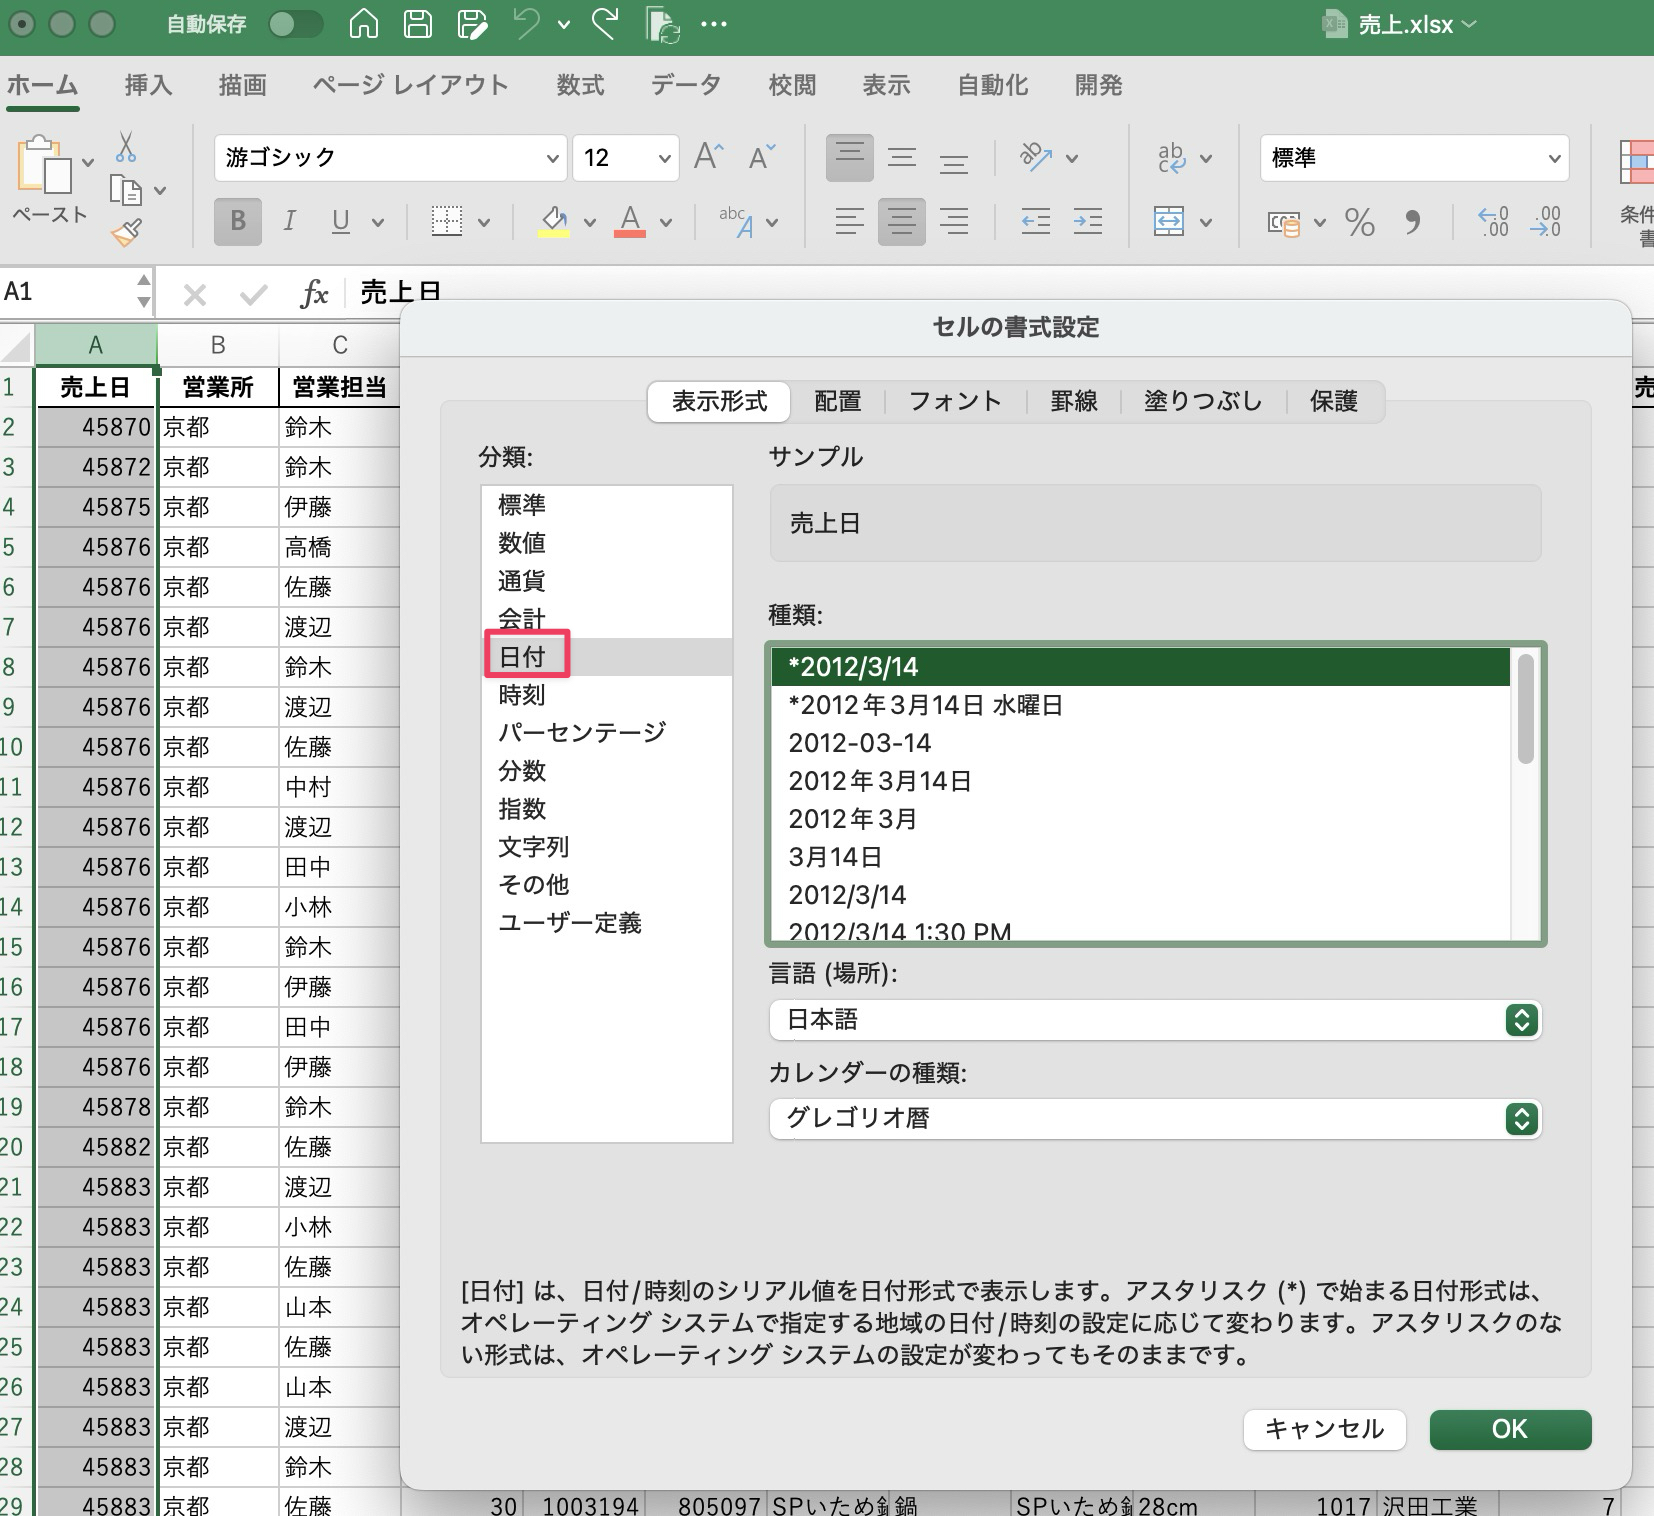 自動保存
売上.xlsx
ホーム 挿入 描画 ページ レイアウト 数式 データ 校閲 表示 自動化 開発
ペースト
游ゴシック 12
標準
B I U
A1
fx 売上日
セルの書式設定
A B C
1 売上日 営業所 営業担当
2 45870 京都 鈴木
3 45872 京都 鈴木
4 45875 京都 伊藤
5 45876 京都 高橋
6 45876 京都 佐藤
7 45876 京都 渡辺
8 45876 京都 鈴木
9 45876 京都 渡辺
10 45876 京都 佐藤
11 45876 京都 中村
12 45876 京都 渡辺
13 45876 京都 田中
14 45876 京都 小林
15 45876 京都 鈴木
16 45876 京都 伊藤
17 45876 京都 田中
18 45876 京都 伊藤
19 45878 京都 鈴木
20 45882 京都 佐藤
21 45883 京都 渡辺
22 45883 京都 小林
23 45883 京都 佐藤
24 45883 京都 山本
25 45883 京都 佐藤
26 45883 京都 山本
27 45883 京都 渡辺
28 45883 京都 鈴木
29 45883 京都 佐藤 30 1003194 805097 SPいため鍋 鍋 SPいため鍋 28cm 1017 沢田工業 7
表示形式 配置 フォント 罫線 塗りつぶし 保護
分類:
標準
数値
通貨
会計
日付
時刻
パーセンテージ
分数
指数
文字列
その他
ユーザー定義
サンプル
売上日
種類:
*2012/3/14
*2012年3月14日 水曜日
2012-03-14
2012年3月14日
2012年3月
3月14日
2012/3/14
2012/3/14 1:30 PM
言語 (場所):
日本語
カレンダーの種類:
グレゴリオ暦
[日付] は、日付/時刻のシリアル値を日付形式で表示します。アスタリスク (*) で始まる日付形式は、
オペレーティング システムで指定する地域の日付/時刻の設定に応じて変わります。アスタリスクのな
い形式は、オペレーティング システムの設定が変わってもそのままです。
キャンセル OK